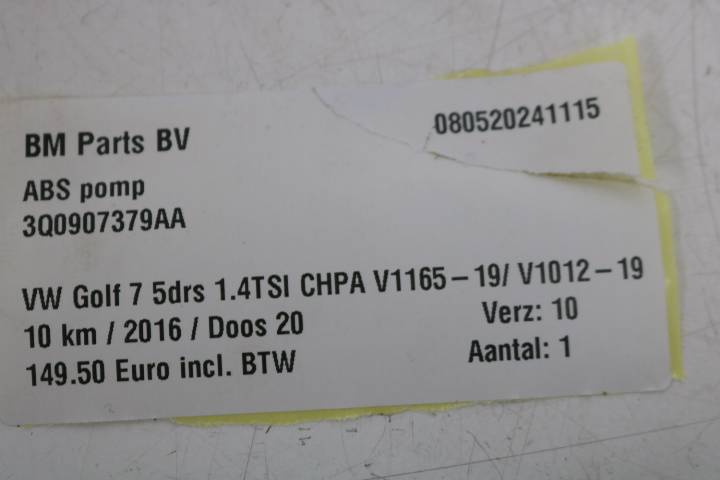 BM Parts BV
080520241115
ABS pomp
3Q0907379AA
VW Golf 7 5drs 1.4TSI CHPA V1165-19/ V1012-19
10 km / 2016 / Doos 20
Verz: 10
149.50 Euro incl. BTW
Aantal: 1